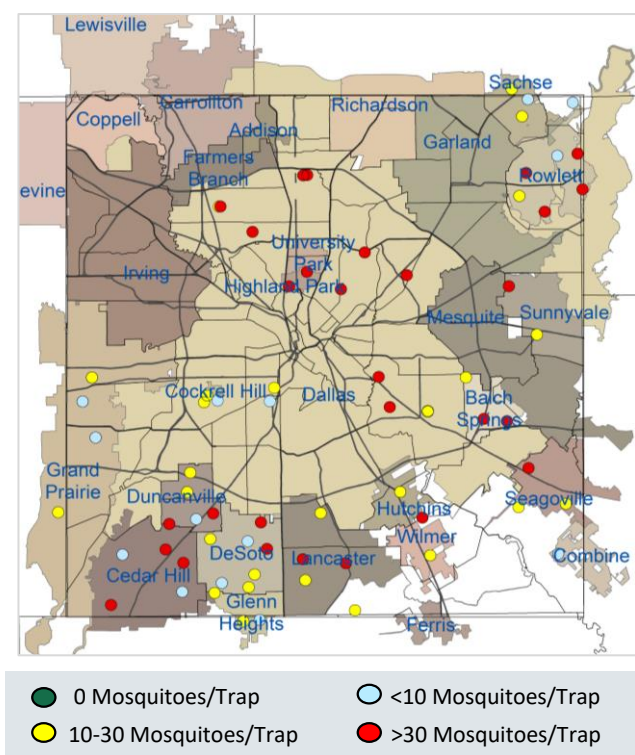 Lewisville
Sachse
Coppell
Carrollton
Richardson
Addison
Garland
Farmers
Branch
Rowlett
evine
University
Park
Irving
Highland Park
Mesquite
Sunnyvale
Cockrell Hill
Dallas
Balch
Springs
Grand
Prairie
Duncanville
Hutchins
Seagoville
Wilmer
DeSoto
Lancaster
Combine
Cedar Hill
Glenn
Heights
Ferris
0 Mosquitoes/Trap
<10 Mosquitoes/Trap
10-30 Mosquitoes/Trap
>30 Mosquitoes/Trap